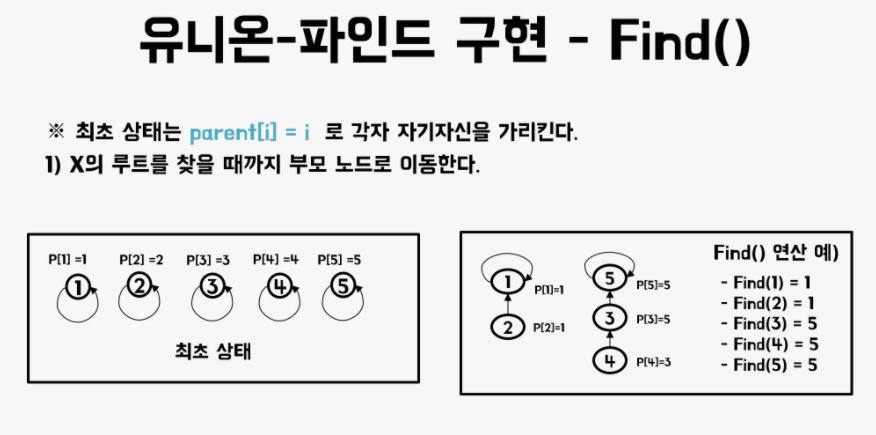 유니온-파인드 구현 - Find()
※ 최초 상태는 parent[i] = i 로 각자 자기자신을 가리킨다.
1) X의 루트를 찾을 때까지 부모 노드로 이동한다.
P[1] =1 P[2] =2 P[3] =3 P[4] =4 P[5] =5
1 2 3 4 5
최초 상태
Find() 연산 예)
1 P[1]=1
2 P[2]=1
5 P[5]=5
3 P[3]=5
4 P[4]=3
- Find(1) = 1
- Find(2) = 1
- Find(3) = 5
- Find(4) = 5
- Find(5) = 5